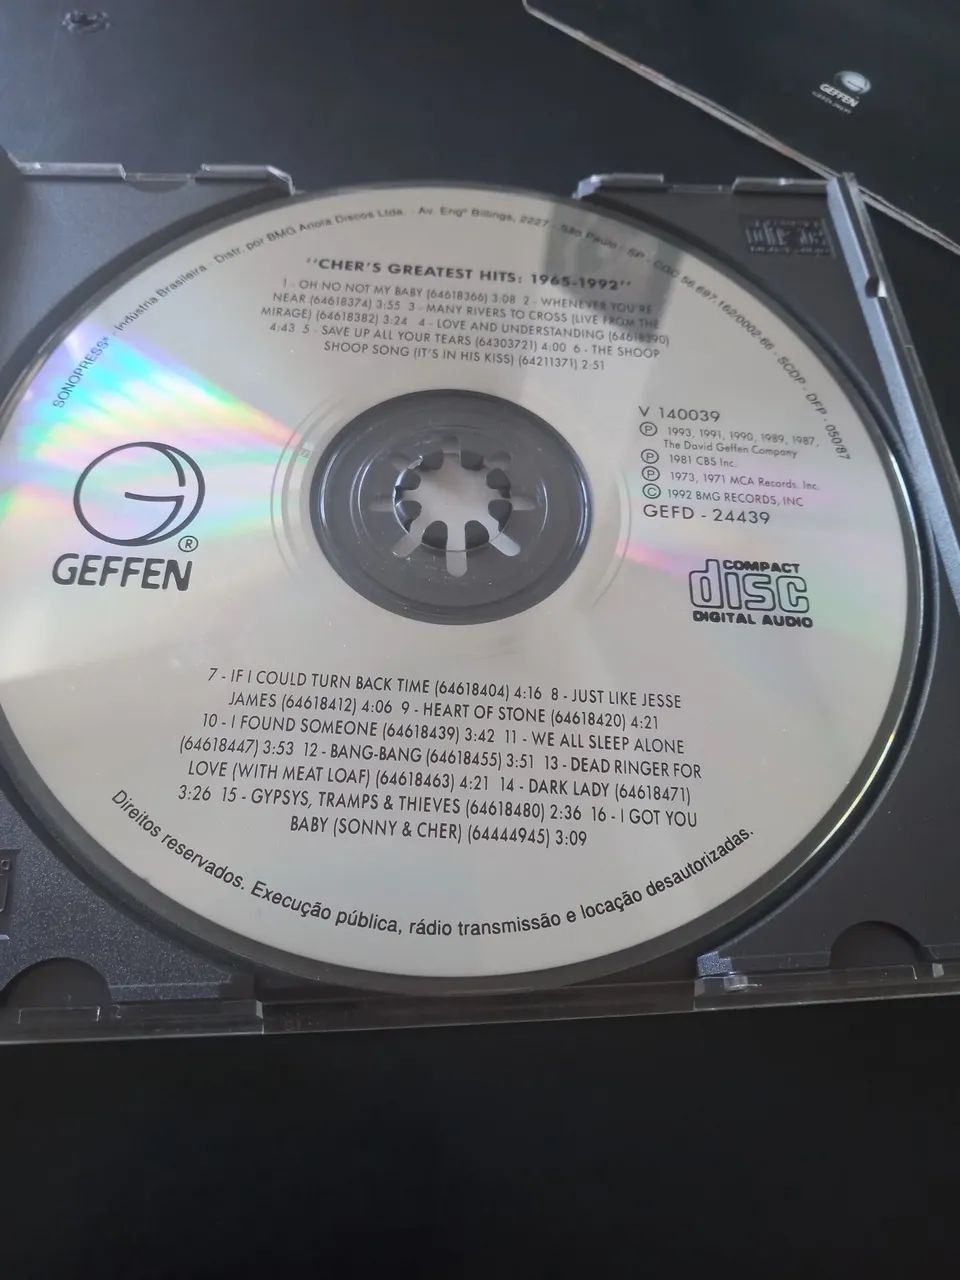 GEFFEN
SONOPRESS® - Indústria Brasileira - Distr. por BMG Ariola Discos Ltda. - Av. Engº Billings, 2227 - São Paulo - SP - CGC 56.697.162/0002-66 - SCDP - DFP - 050/87
"CHER'S GREATEST HITS: 1965-1992"
1 - OH NO NOT MY BABY (64618366) 3:08 2 - WHENEVER YOU'RE
NEAR (64618374) 3:55 3 - MANY RIVERS TO CROSS (LIVE FROM THE
MIRAGE) (64618382) 3:24 4 - LOVE AND UNDERSTANDING (64618390)
4:43 5 - SAVE UP ALL YOUR TEARS (64303721) 4:00 6 - THE SHOOP
SHOOP SONG (IT'S IN HIS KISS) (64211371) 2:51
V 140039
Ⓟ 1993, 1991, 1990, 1989, 1987,
The David Geffen Company
Ⓟ 1981 CBS Inc.
Ⓟ 1973, 1971 MCA Records. Inc.
© 1992 BMG RECORDS, INC
GEFD - 24439
GEFFEN®
COMPACT
disc
DIGITAL AUDIO
7 - IF I COULD TURN BACK TIME (64618404) 4:16 8 - JUST LIKE JESSE
JAMES (64618412) 4:06 9 - HEART OF STONE (64618420) 4:21
10 - I FOUND SOMEONE (64618439) 3:42 11 - WE ALL SLEEP ALONE
(64618447) 3:53 12 - BANG-BANG (64618455) 3:51 13 - DEAD RINGER FOR
LOVE (WITH MEAT LOAF) (64618463) 4:21 14 - DARK LADY (64618471)
3:26 15 - GYPSYS, TRAMPS & THIEVES (64618480) 2:36 16 - I GOT YOU
BABY (SONNY & CHER) (64444945) 3:09
Direitos reservados. Execução pública, rádio transmissão e locação desautorizadas.